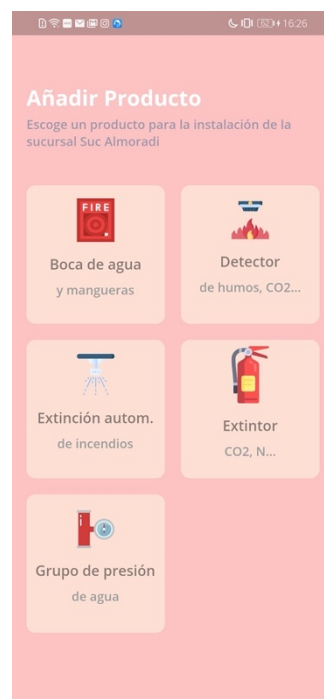 16:26
Añadir Producto
Escoge un producto para la instalación de la
sucursal Suc Almoradi
FIRE
Boca de agua
y mangueras
Detector
de humos, CO2...
Extinción autom.
de incendios
Extintor
CO2, N...
Grupo de presión
de agua